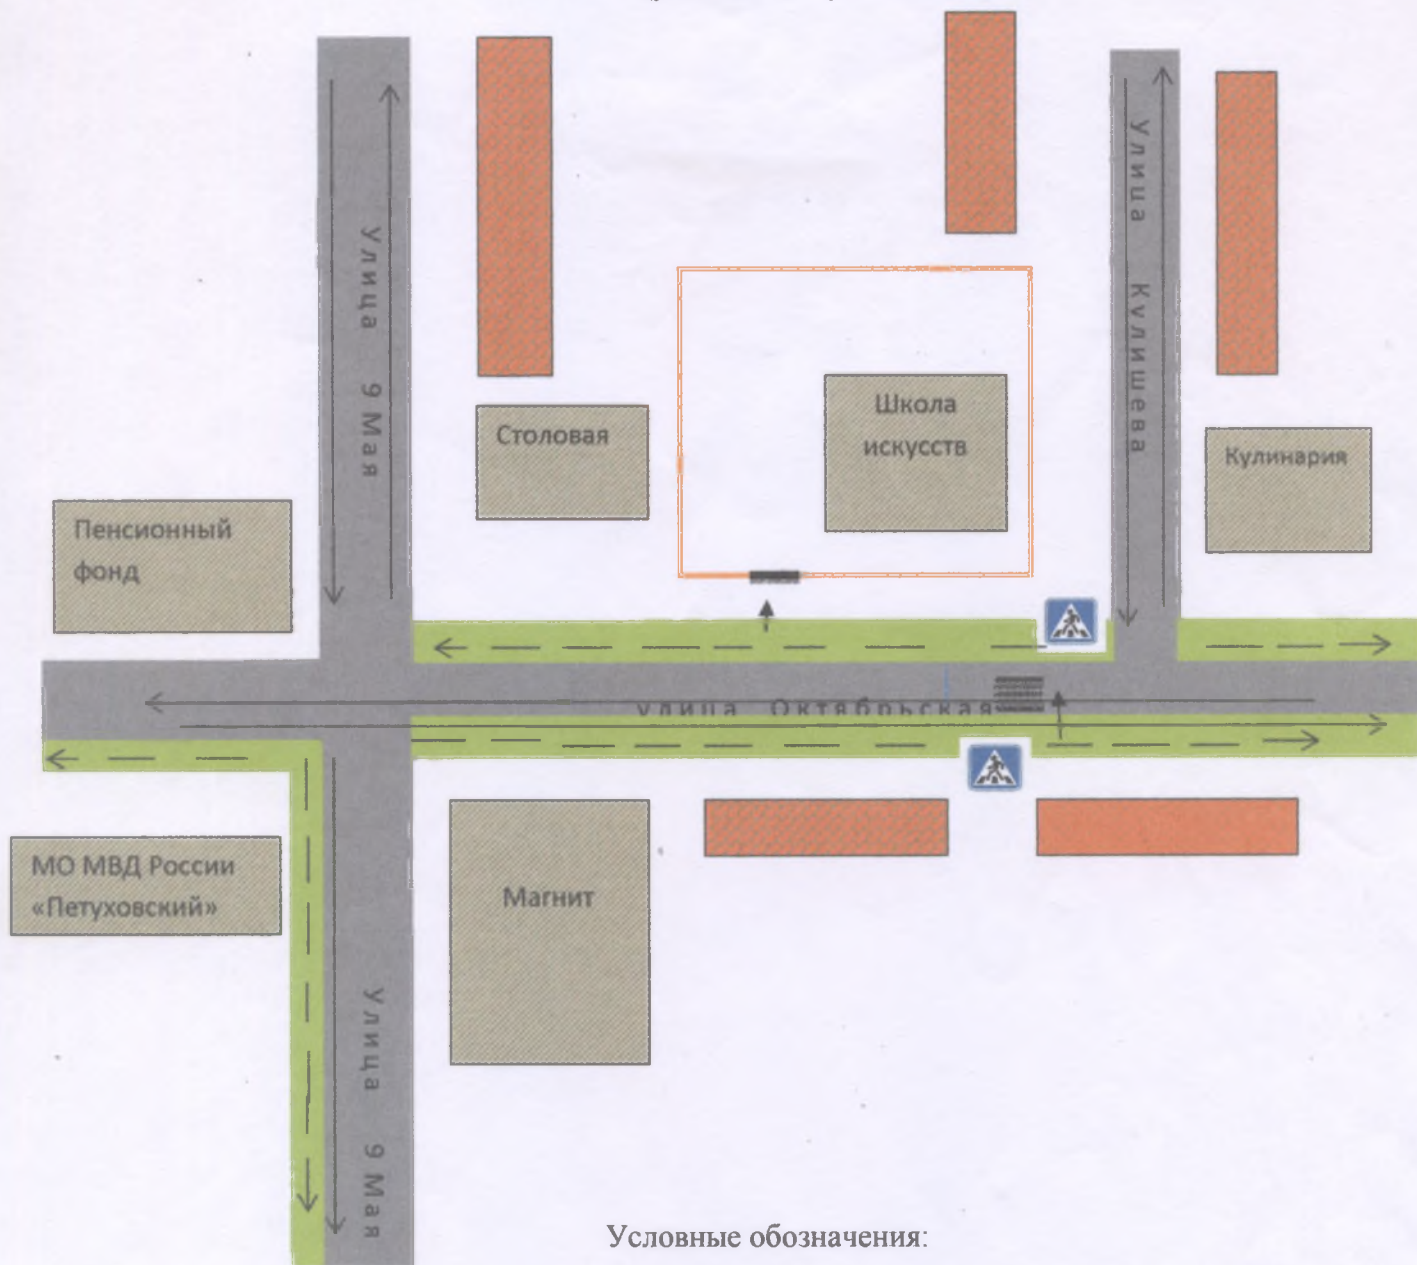 Улица 9 Мая
Улица Кулишева
Школа
искусств
Столовая
Кулинария
Пенсионный
фонд
улица Октябрьская
МО МВД России
«Петуховский»
Магнит
Улица 9 Мая
Условные обозначения: